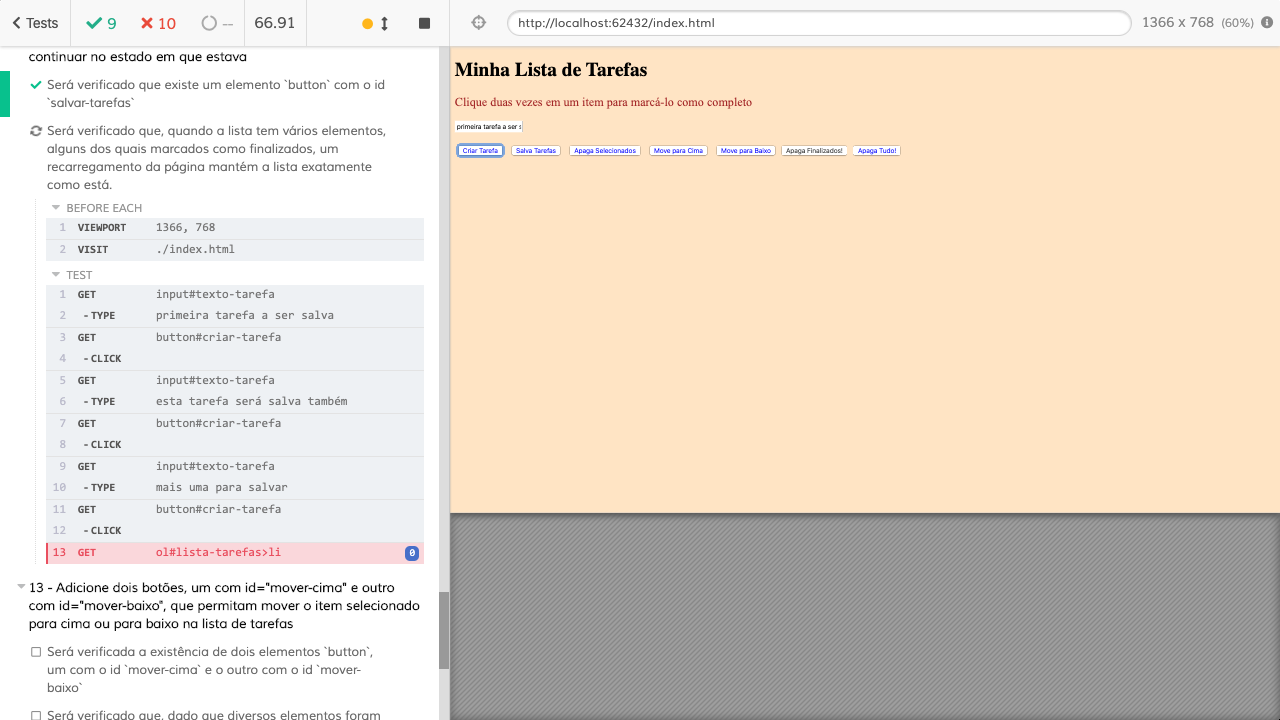 Tests
9
10
--
66.91
http://localhost:62432/index.html
1366 x 768 (60%)
continuar no estado em que estava
Será verificado que existe um elemento `button` com o id
`salvar-tarefas`
Será verificado que, quando a lista tem vários elementos,
alguns dos quais marcados como finalizados, um
recarregamento da página mantém a lista exatamente
como está.
BEFORE EACH
1 VIEWPORT 1366, 768
2 VISIT ./index.html
TEST
1 GET input#texto-tarefa
2 -TYPE primeira tarefa a ser salva
3 GET button#criar-tarefa
4 -CLICK
5 GET input#texto-tarefa
6 -TYPE esta tarefa será salva também
7 GET button#criar-tarefa
8 -CLICK
9 GET input#texto-tarefa
10 -TYPE mais uma para salvar
11 GET button#criar-tarefa
12 -CLICK
13 GET ol#lista-tarefas>li 0
13 - Adicione dois botões, um com id="mover-cima" e outro
com id="mover-baixo", que permitam mover o item selecionado
para cima ou para baixo na lista de tarefas
Será verificada a existência de dois elementos `button`,
um com o id `mover-cima` e o outro com o id `mover-
baixo`
Será verificado que, dado que diversos elementos foram
Minha Lista de Tarefas
Clique duas vezes em um item para marcá-lo como completo
primeira tarefa a ser s
Criar Tarefa Salva Tarefas Apaga Selecionados Move para Cima Move para Baixo Apaga Finalizados! Apaga Tudo!